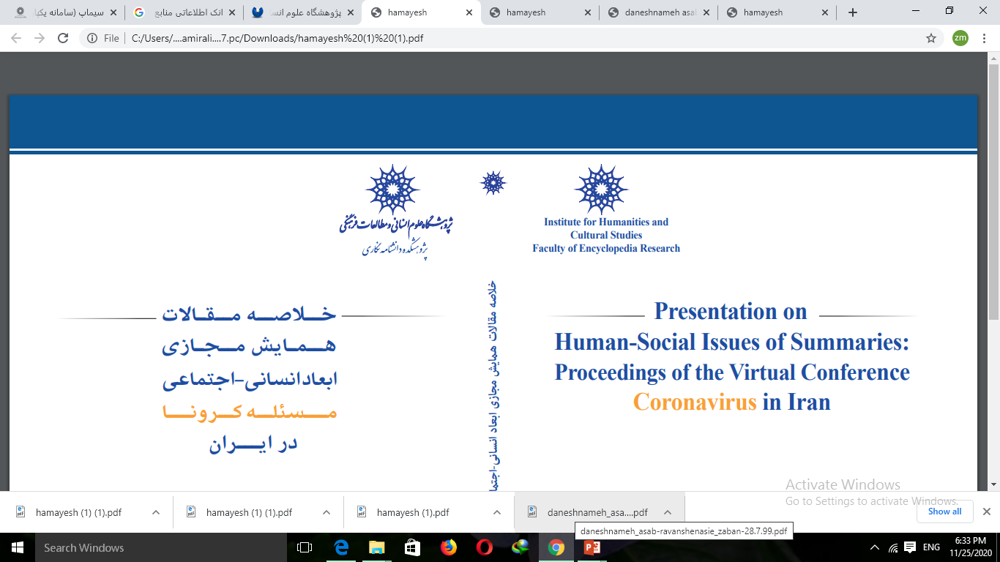 سیماپ (سامانه یکپا
انک اطلاعاتی منابع
پژوهشگاه علوم انسا
hamayesh
hamayesh
daneshnameh asa
hamayesh
File
C:/Users/....amirali....7.pc/Downloads/hamayesh%20(1)%20(1).pdf
zm
پژوهشگاه علوم انسانی و مطالعات فرهنگی
پژوهشکده دانشنامه نگاری
Institute for Humanities and
Cultural Studies
Faculty of Encyclopedia Research
خلاصه مقالات
همایش مجازی
ابعاد انسانی-اجتماعی
مسئله کرونا
در ایران
خلاصه مقالات همایش مجازی ابعاد انسانی-اجتما
Presentation on
Human-Social Issues of Summaries:
Proceedings of the Virtual Conference
Coronavirus in Iran
Activate Windows
Go to Settings to activate Windows.
hamayesh (1) (1).pdf
hamayesh (1) (1).pdf
hamayesh (1).pdf
daneshnameh_asa....pdf
Show all
daneshnameh_asab-ravanshenasie_zaban-28.7.99.pdf
Search Windows
ENG
6:33 PM
11/25/2020